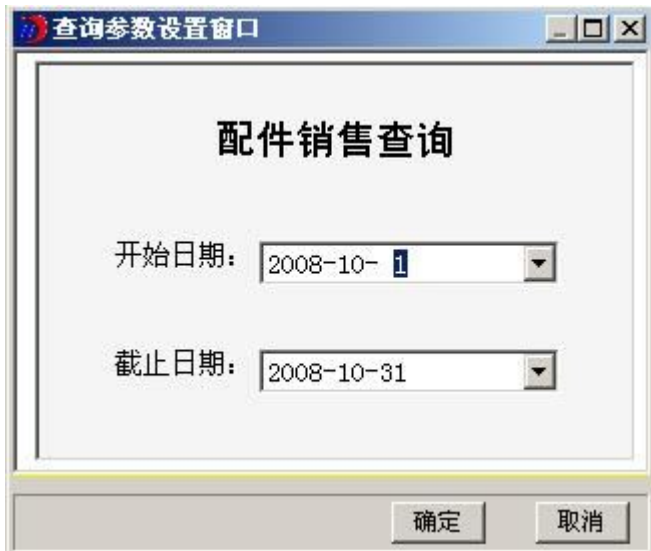 查询参数设置窗口
配件销售查询
开始日期： 2008-10- 1
截止日期： 2008-10-31
确定 取消